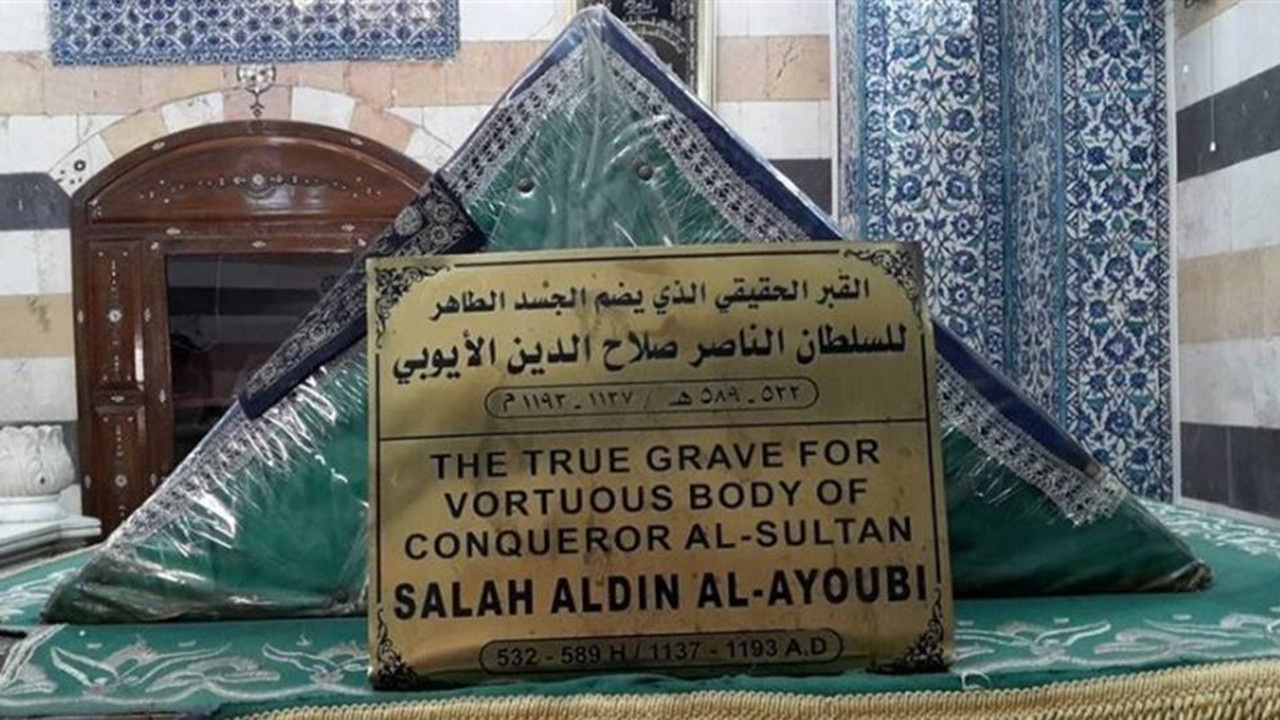 القبر الحقيقي الذي يضم الجسد الطاهر
للسلطان الناصر صلاح الدين الأيوبي
٥٣٢ - ٥٨٩ هـ / ١١٣٧ - ١١٩٣ م
THE TRUE GRAVE FOR
VORTUOUS BODY OF
CONQUEROR AL-SULTAN
SALAH ALDIN AL-AYOUBI
532 - 589 H / 1137 - 1193 A.D